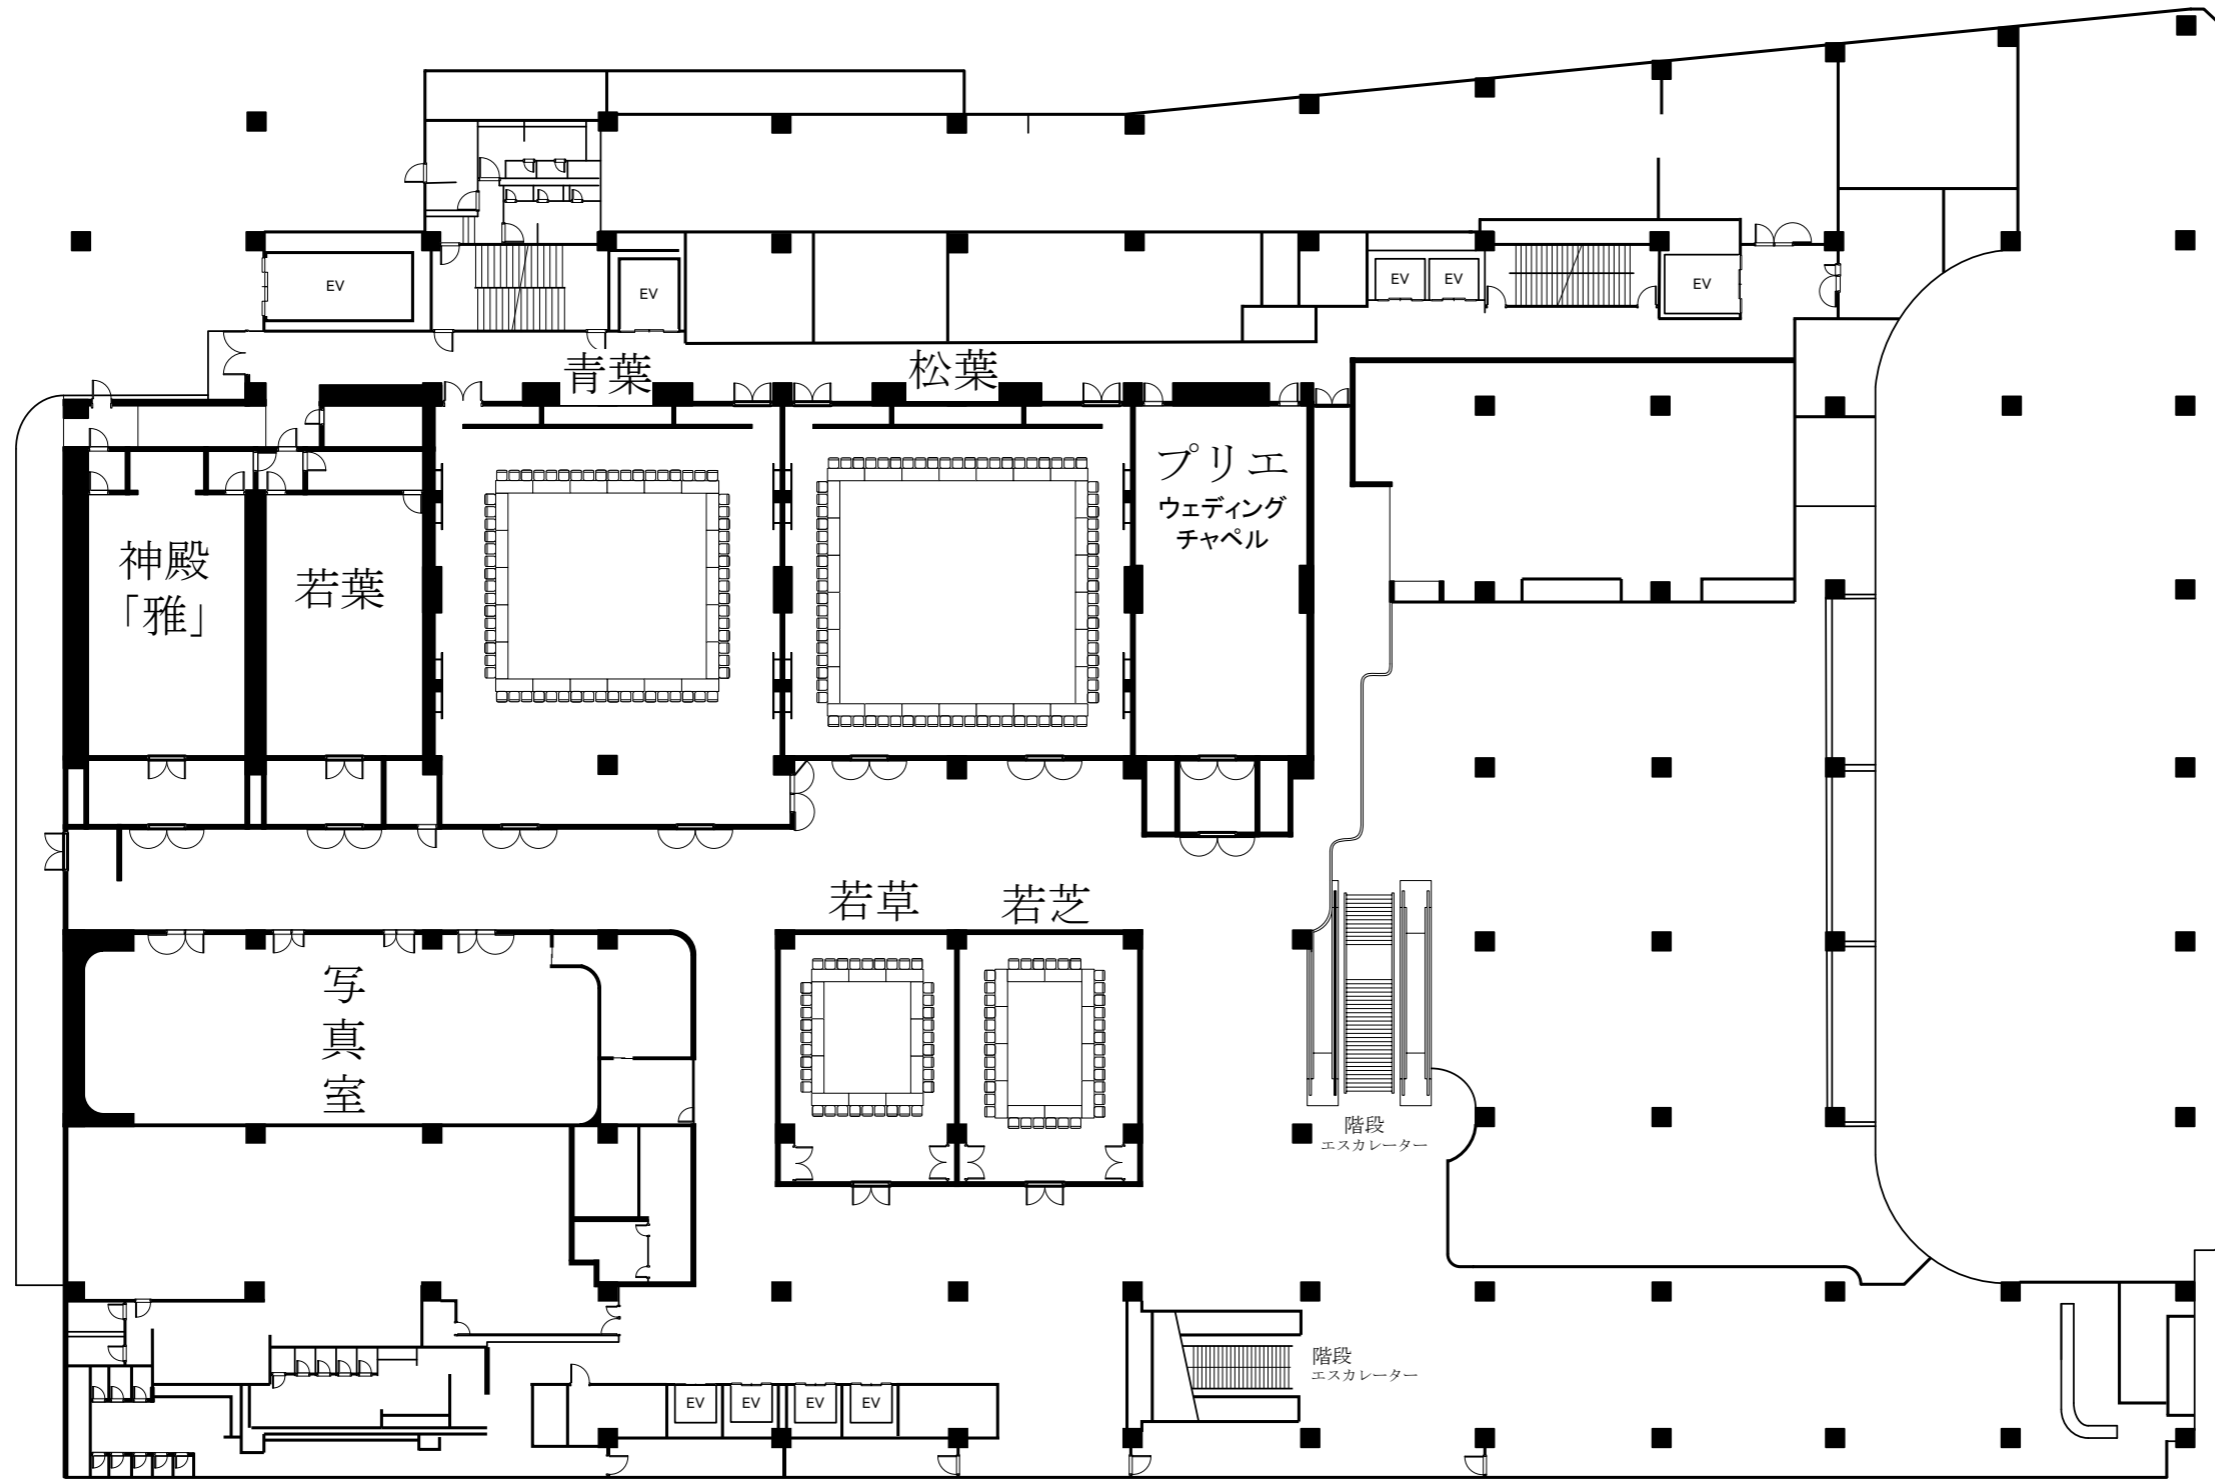 EV
EV
EV
EV
EV
青葉
松葉
プリエ
ウェディング
チャペル
神殿
「雅」
若葉
若草
若芝
写真室
階段
エスカレーター
階段
エスカレーター
EV
EV
EV
EV